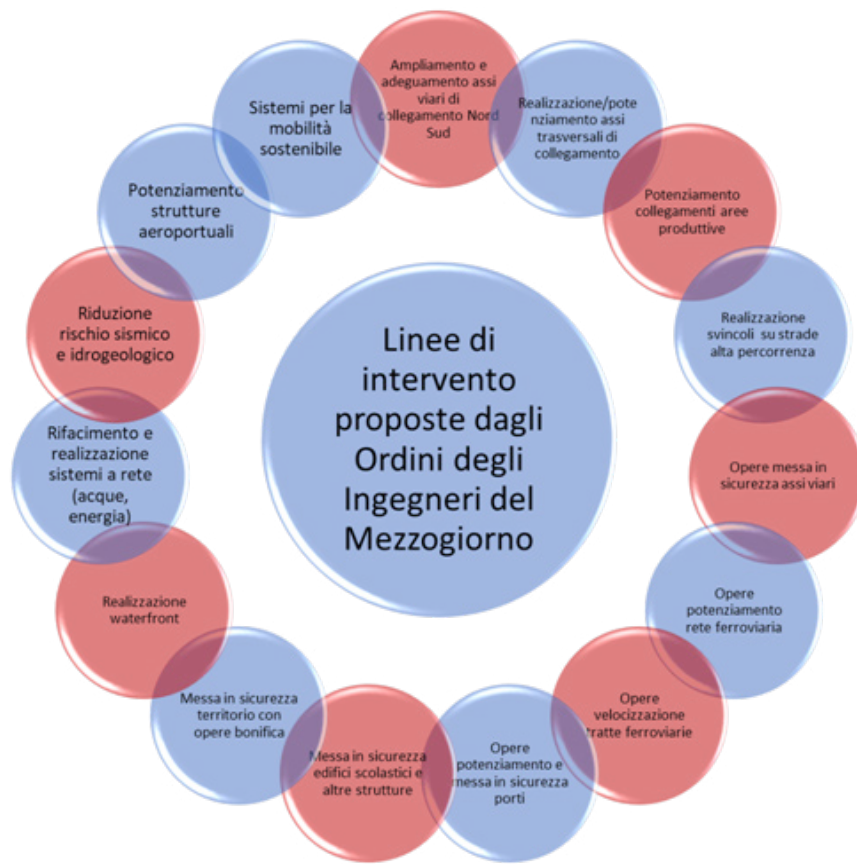 Linee di
intervento
proposte dagli
Ordini degli
Ingegneri del
Mezzogiorno
Ampliamento e
adeguamento assi
viari di
collegamento Nord
Sud
Realizzazione/pote
nziamento assi
trasversali di
collegamento
Potenziamento
collegamenti aree
produttive
Realizzazione
svincoli su strade
alta percorrenza
Opere messa in
sicurezza assi viari
Opere
potenziamento
rete ferroviaria
Opere
velocizzazione
tratte ferroviarie
Opere
potenziamento e
messa in sicurezza
porti
Messa in sicurezza
edifici scolastici e
altre strutture
Messa in sicurezza
territorio con
opere bonifica
Realizzazione
waterfront
Rifacimento e
realizzazione
sistemi a rete
(acque,
energia)
Riduzione
rischio sismico
e idrogeologico
Potenziamento
strutture
aeroportuali
Sistemi per la
mobilità
sostenibile